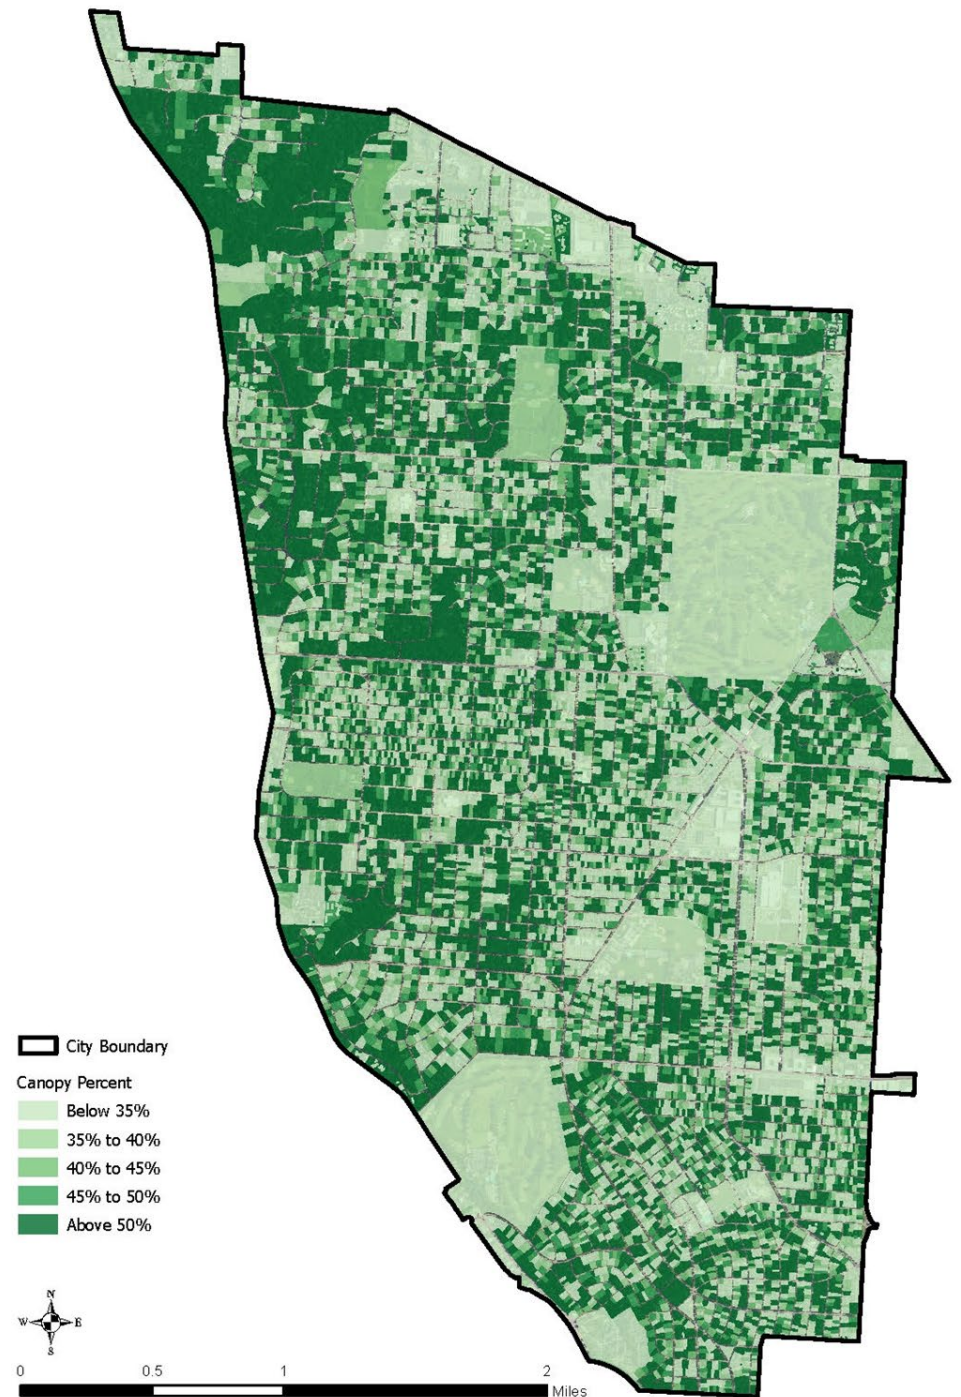 City Boundary
Canopy Percent
Below 35%
35% to 40%
40% to 45%
45% to 50%
Above 50%
N
W E
S
0 0.5 1 2
Miles